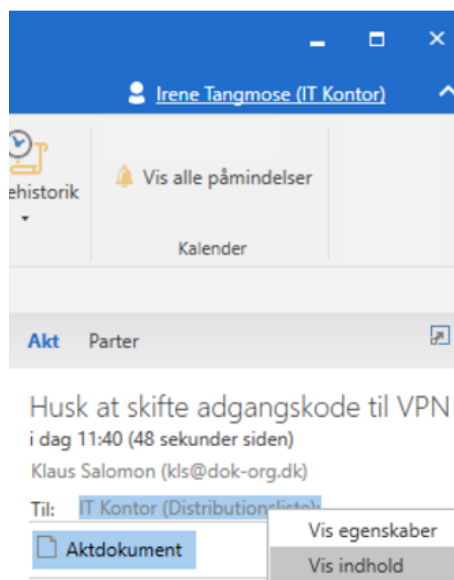 Irene Tangmose (IT Kontor)
ehistorik
Vis alle påmindelser
Kalender
Akt Parter
Husk at skifte adgangskode til VPN
i dag 11:40 (48 sekunder siden)
Klaus Salomon (kls@dok-org.dk)
Til: IT Kontor (Distributionsliste);
Vis egenskaber
Aktdokument
Vis indhold